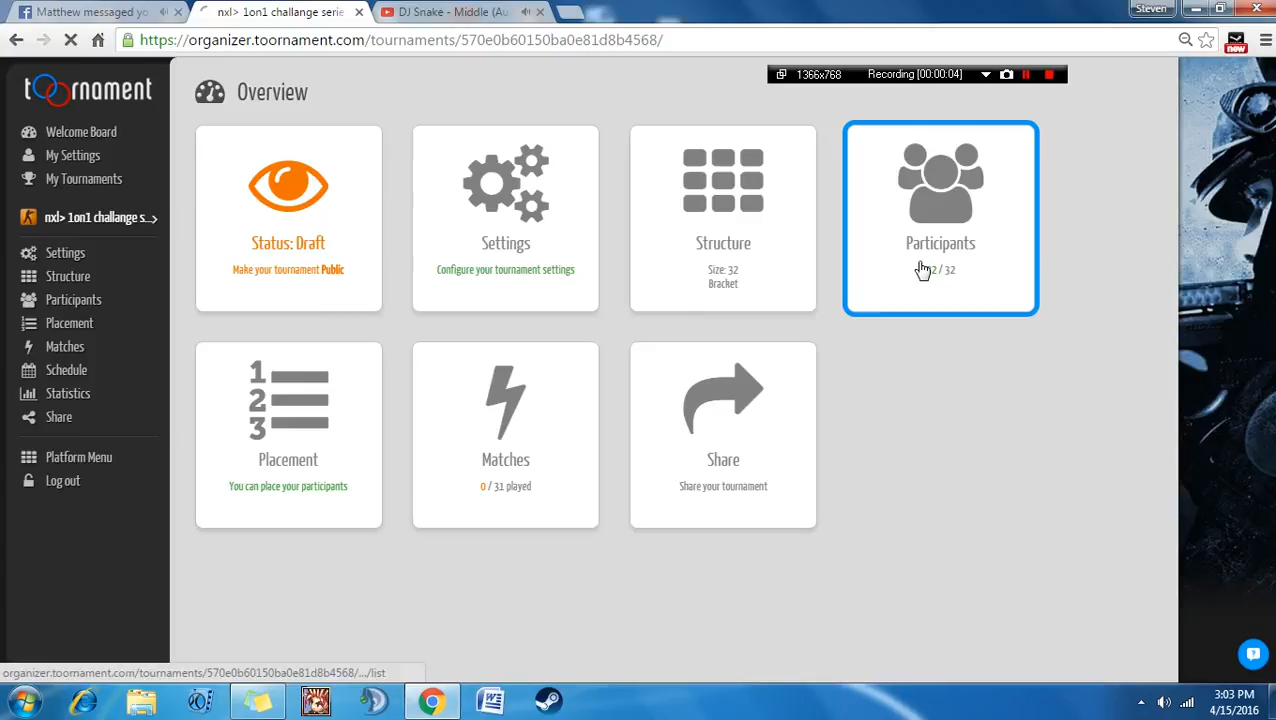 Matthew messaged yo
nxl> 1on1 challange serie
DJ Snake - Middle (Au
Steven
https://organizer.toornament.com/tournaments/570e0b60150ba0e81d8b4568/
new
toornament
Overview
1366x768
Recording [00:00:04]
Welcome Board
My Settings
My Tournaments
nxl> 1on1 challange s...
Settings
Structure
Participants
Placement
Matches
Schedule
Statistics
Share
Platform Menu
Log out
Status: Draft
Make your tournament Public
Settings
Configure your tournament settings
Structure
Size: 32
Bracket
Participants
2 / 32
1
2
3
Placement
You can place your participants
Matches
0 / 31 played
Share
Share your tournament
organizer.toornament.com/tournaments/570e0b60150ba0e81d8b4568/.../list
3:03 PM
4/15/2016